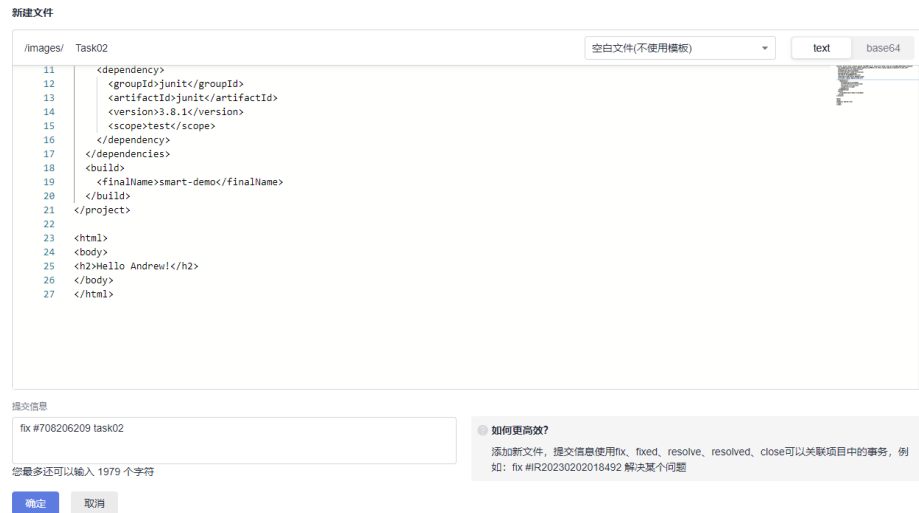 新建文件
/images/ Task02 空白文件(不使用模板) text base64
11 <dependency>
12 <groupId>junit</groupId>
13 <artifactId>junit</artifactId>
14 <version>3.8.1</version>
15 <scope>test</scope>
16 </dependency>
17 </dependencies>
18 <build>
19 <finalName>smart-demo</finalName>
20 </build>
21 </project>
22
23 <html>
24 <body>
25 <h2>Hello Andrew!</h2>
26 </body>
27 </html>
提交信息
fix #708206209 task02
您最多还可以输入 1979 个字符
如何更高效?
添加新文件，提交信息使用fix、fixed、resolve、resolved、close可以关联项目中的事务，例
如：fix #IR20230202018492 解决某个问题
确定 取消